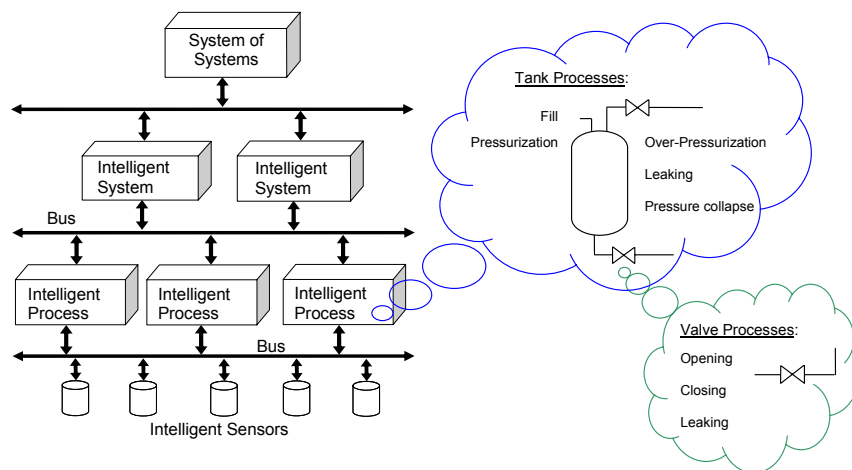 System of
Systems
Intelligent
System
Intelligent
System
Bus
Intelligent
Process
Intelligent
Process
Intelligent
Process
Bus
Intelligent Sensors
Tank Processes:
Fill
Pressurization
Over-Pressurization
Leaking
Pressure collapse
Valve Processes:
Opening
Closing
Leaking